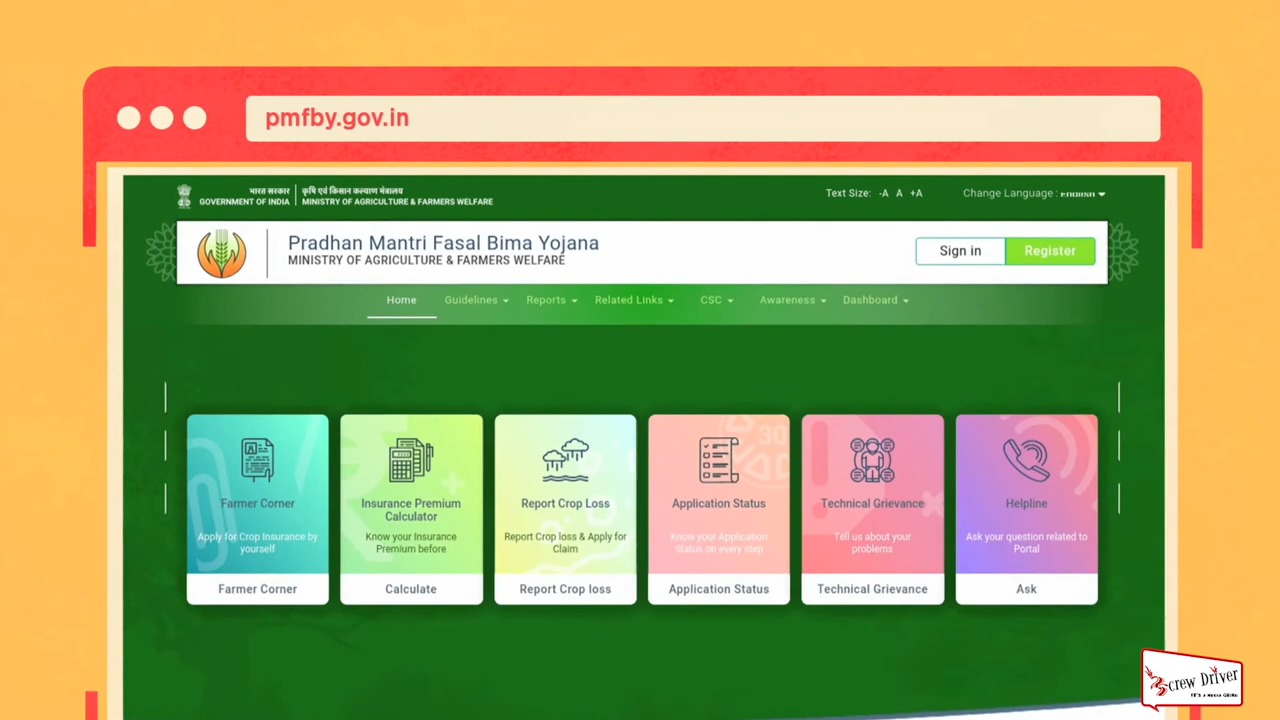 pmfby.gov.in
भारत सरकार
GOVERNMENT OF INDIA
कृषि एवं किसान कल्याण मंत्रालय
MINISTRY OF AGRICULTURE & FARMERS WELFARE
Text Size: -A A +A
Change Language : English
Pradhan Mantri Fasal Bima Yojana
MINISTRY OF AGRICULTURE & FARMERS WELFARE
Sign in
Register
Home Guidelines Reports Related Links CSC Awareness Dashboard
Farmer Corner
Apply for Crop Insurance by
yourself
Farmer Corner
Insurance Premium
Calculator
Know your Insurance
Premium before
Calculate
Report Crop Loss
Report Crop loss & Apply for
Claim
Report Crop loss
Application Status
Know your Application
Status on every step
Application Status
Technical Grievance
Tell us about your
problems
Technical Grievance
Helpline
Ask your question related to
Portal
Ask
30
Screw Driver